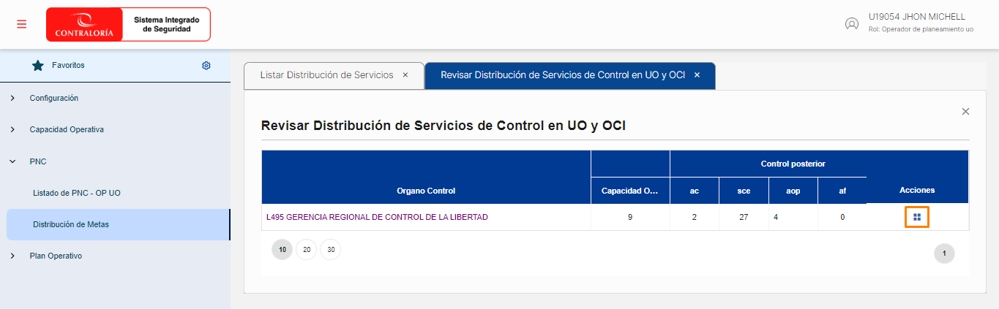 CONTRALORÍA
Sistema Integrado
de Seguridad
U19054 JHON MICHELL
Rol: Operador de planeamiento uo
Favoritos
Configuración
Capacidad Operativa
PNC
Listado de PNC - OP UO
Distribución de Metas
Plan Operativo
Listar Distribución de Servicios ×
Revisar Distribución de Servicios de Control en UO y OCI ×
Revisar Distribución de Servicios de Control en UO y OCI
Control posterior
Organo Control Capacidad O... ac sce aop af Acciones
L495 GERENCIA REGIONAL DE CONTROL DE LA LIBERTAD 9 2 27 4 0
10 20 30
1